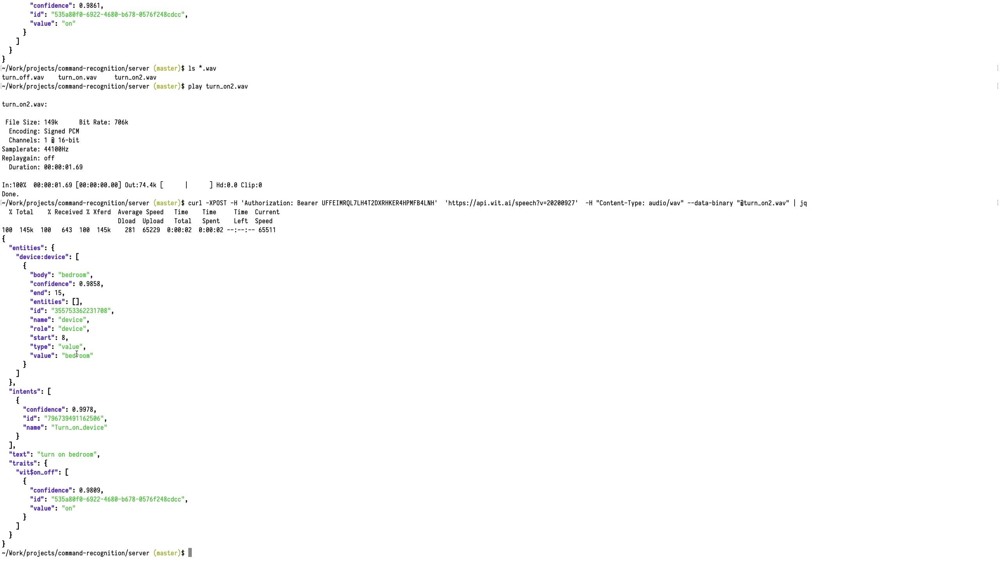 "confidence": 0.9861,
"id": "535a80f0-6922-4680-b678-0576f248cdcc",
"value": "on"
}
]
}
}
[~/Work/projects/command-recognition/server (master)$ ls *.wav ]
turn_off.wav turn_on.wav turn_on2.wav
[~/Work/projects/command-recognition/server (master)$ play turn_on2.wav ]
turn_on2.wav:
File Size: 149k Bit Rate: 706k
Encoding: Signed PCM
Channels: 1 @ 16-bit
Samplerate: 44100Hz
Replaygain: off
Duration: 00:00:01.69
In:100% 00:00:01.69 [00:00:00.00] Out:74.4k [ | ] Hd:0.0 Clip:0
Done.
[~/Work/projects/command-recognition/server (master)$ curl -XPOST -H 'Authorization: Bearer UFFEIMRQL7LH4T2DXRHKER4HPMFB4LNH' 'https://api.wit.ai/speech?v=20200927' -H "Content-Type: audio/wav" --data-binary "@turn_on2.wav" | jq ]
% Total % Received % Xferd Average Speed Time Time Time Current
Dload Upload Total Spent Left Speed
100 145k 100 643 100 145k 281 65229 0:00:02 0:00:02 --:--:-- 65511
{
"entities": {
"device:device": [
{
"body": "bedroom",
"confidence": 0.9858,
"end": 15,
"entities": [],
"id": "355753362231708",
"name": "device",
"role": "device",
"start": 8,
"type": "value",
"value": "bedroom"
}
]
},
"intents": [
{
"confidence": 0.9978,
"id": "796739491162506",
"name": "Turn_on_device"
}
],
"text": "turn on bedroom",
"traits": {
"wit$on_off": [
{
"confidence": 0.9809,
"id": "535a80f0-6922-4680-b678-0576f248cdcc",
"value": "on"
}
]
}
}
~/Work/projects/command-recognition/server (master)$